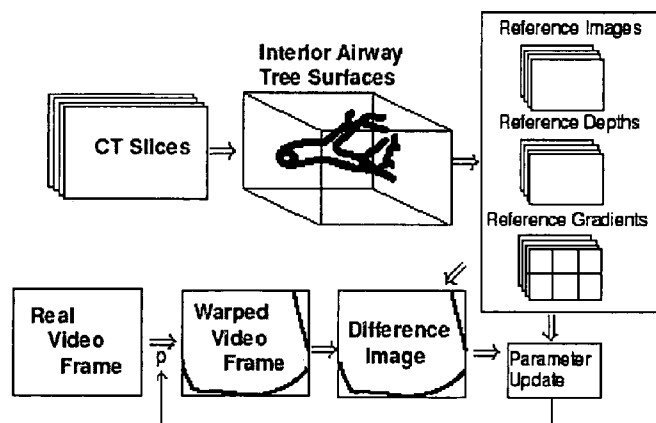 Reference Images
Interior Airway
Tree Surfaces
CT Slices
Reference Depths
Reference Gradients
Real
Video
Frame
p
Warped
Video
Frame
Difference
Image
Parameter
Update